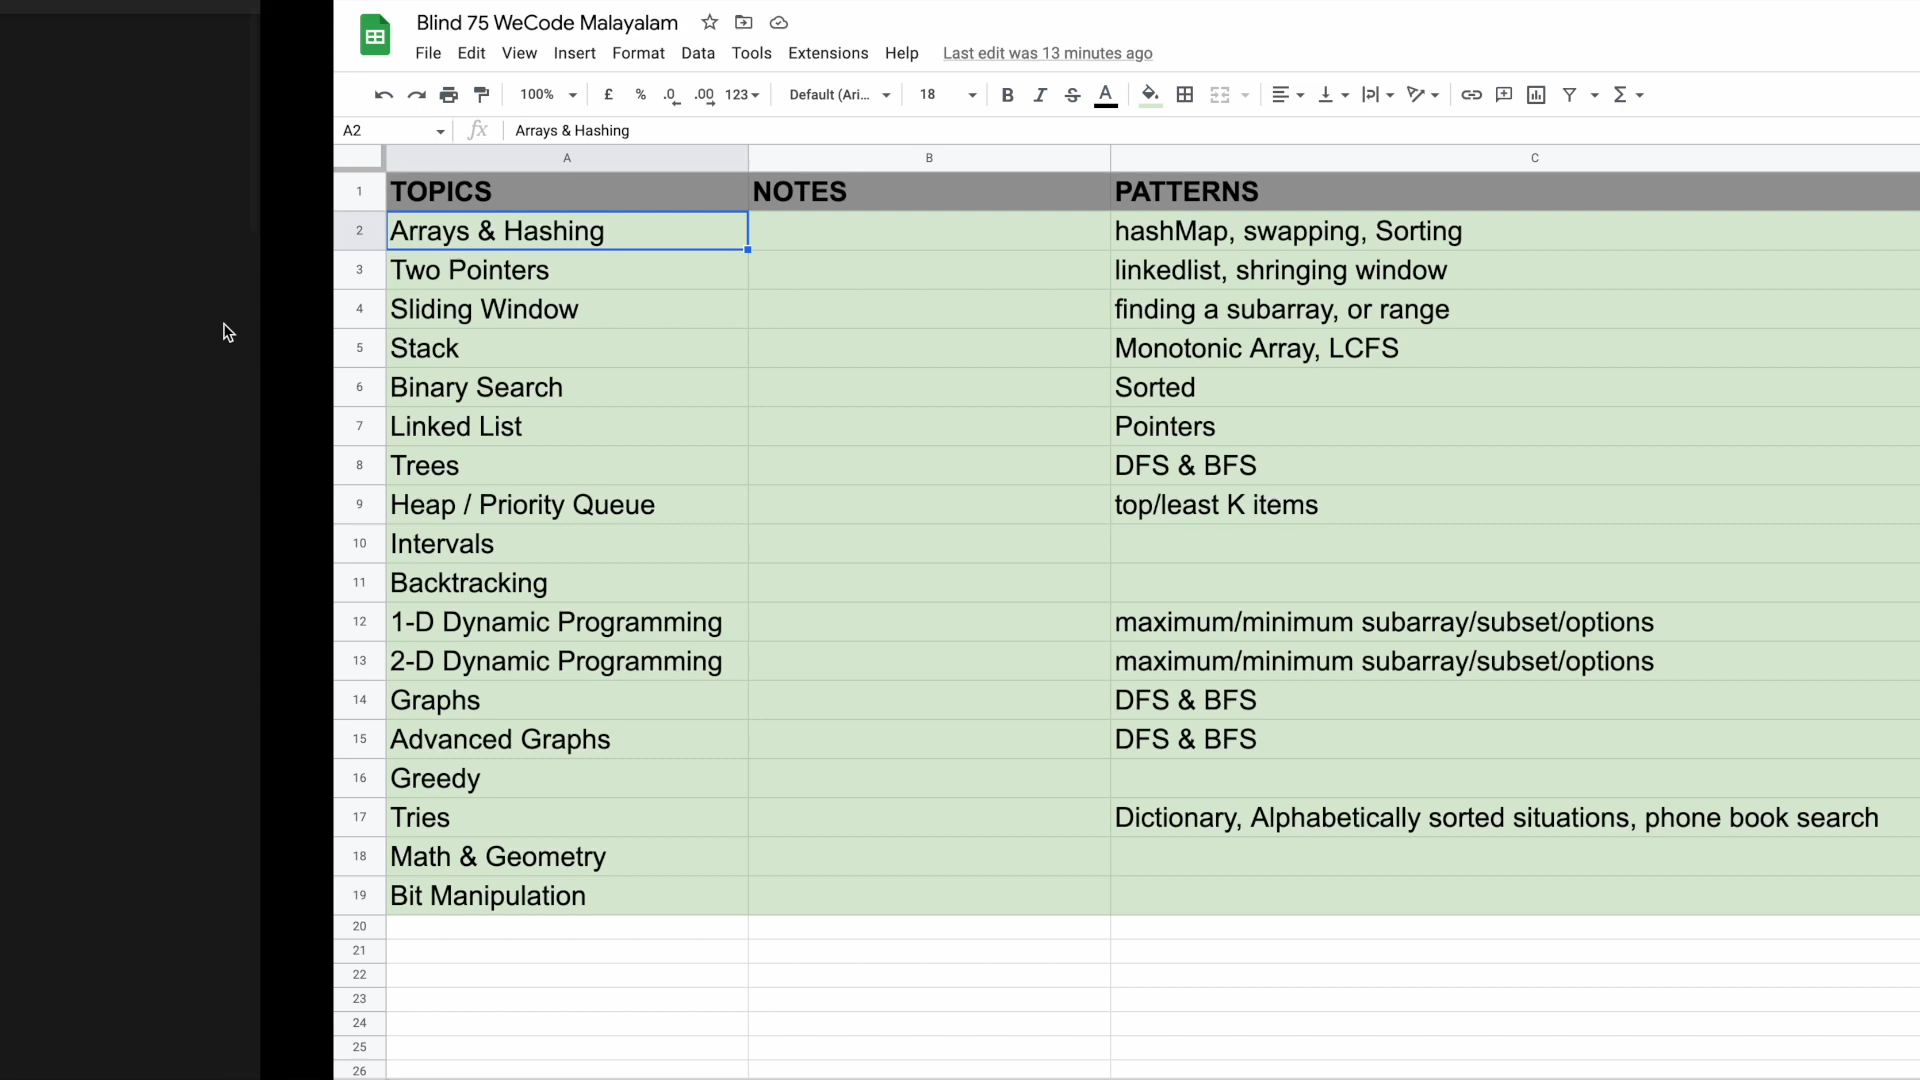 Blind 75 WeCode Malayalam
File Edit View Insert Format Data Tools Extensions Help Last edit was 13 minutes ago
100% £ % .0 .00 123 Default (Ari... 18 B I S A
A2 fx Arrays & Hashing
A B C
1 TOPICS NOTES PATTERNS
2 Arrays & Hashing hashMap, swapping, Sorting
3 Two Pointers linkedlist, shringing window
4 Sliding Window finding a subarray, or range
5 Stack Monotonic Array, LCFS
6 Binary Search Sorted
7 Linked List Pointers
8 Trees DFS & BFS
9 Heap / Priority Queue top/least K items
10 Intervals
11 Backtracking
12 1-D Dynamic Programming maximum/minimum subarray/subset/options
13 2-D Dynamic Programming maximum/minimum subarray/subset/options
14 Graphs DFS & BFS
15 Advanced Graphs DFS & BFS
16 Greedy
17 Tries Dictionary, Alphabetically sorted situations, phone book search
18 Math & Geometry
19 Bit Manipulation
20
21
22
23
24
25
26